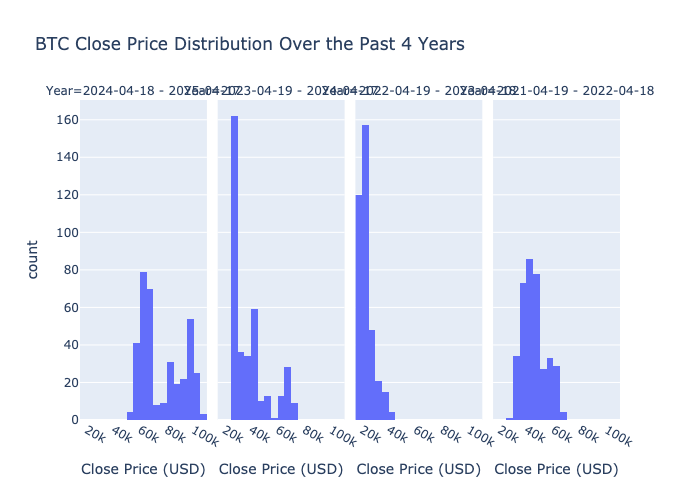 BTC Close Price Distribution Over the Past 4 Years
Year=2024-04-18 - 2025-04-17
Year=2023-04-19 - 2024-04-17
Year=2022-04-19 - 2023-04-18
Year=2021-04-19 - 2022-04-18
count
160
140
120
100
80
60
40
20
0
20k 40k 60k 80k 100k
20k 40k 60k 80k 100k
20k 40k 60k 80k 100k
20k 40k 60k 80k 100k
Close Price (USD) Close Price (USD) Close Price (USD) Close Price (USD)